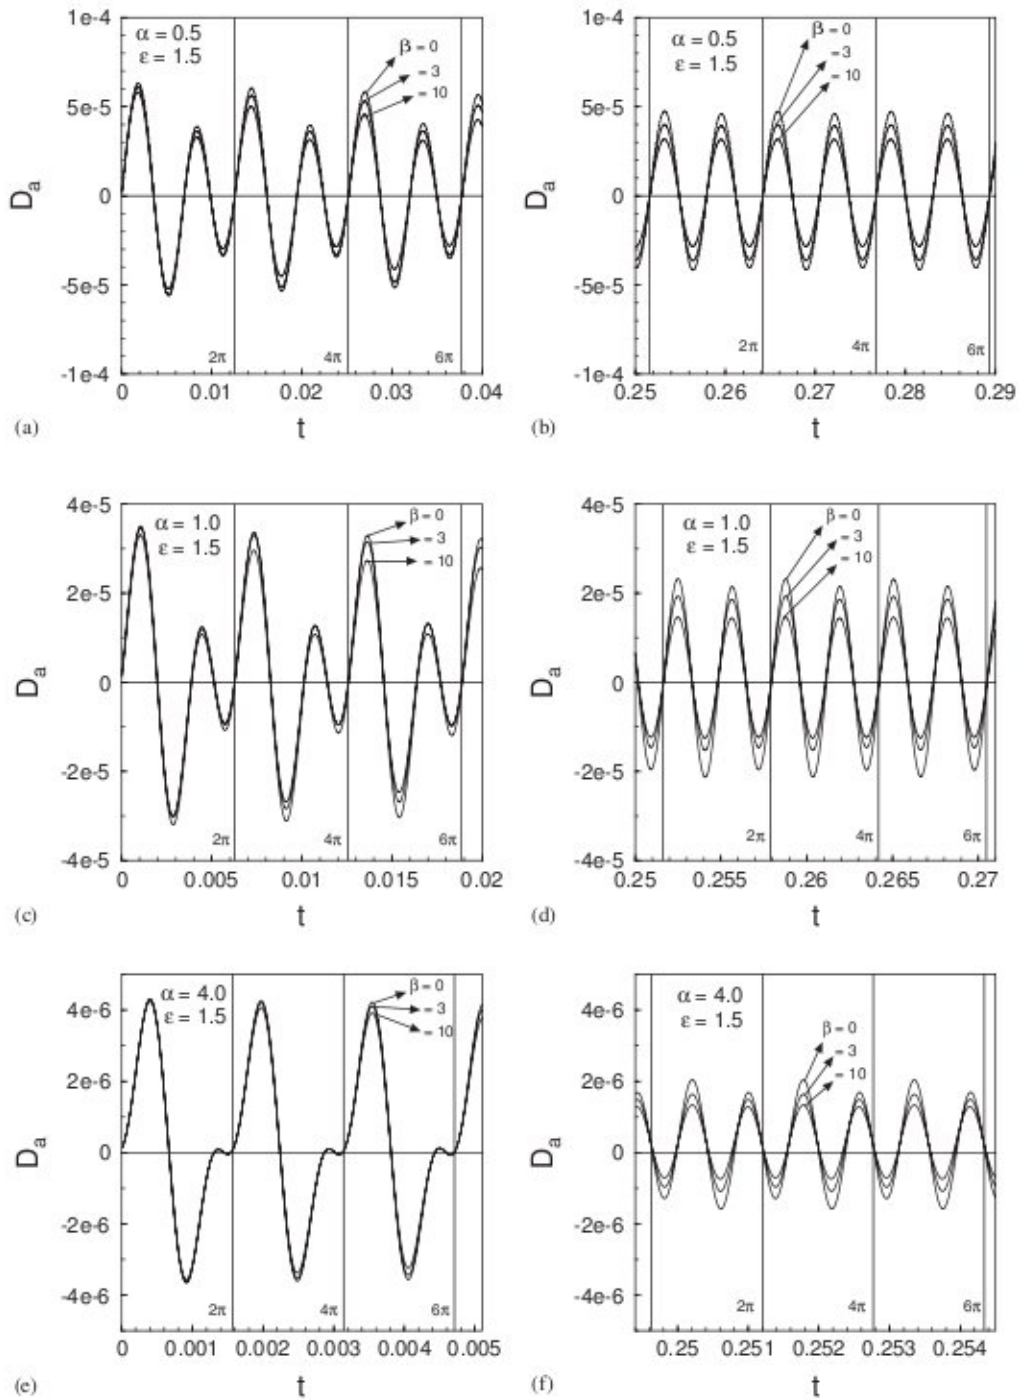 1e-4
5e-5
0
-5e-5
-1e-4
D_a
α = 0.5
ε = 1.5
β = 0
= 3
= 10
2π
4π
6π
0 0.01 0.02 0.03 0.04
(a)
t
1e-4
5e-5
0
-5e-5
-1e-4
D_a
α = 0.5
ε = 1.5
β = 0
= 3
= 10
2π
4π
6π
0.25 0.26 0.27 0.28 0.29
(b)
t
4e-5
2e-5
0
-2e-5
-4e-5
D_a
α = 1.0
ε = 1.5
β = 0
= 3
= 10
2π
4π
6π
0 0.005 0.01 0.015 0.02
(c)
t
4e-5
2e-5
0
-2e-5
-4e-5
D_a
α = 1.0
ε = 1.5
β = 0
= 3
= 10
2π
4π
6π
0.25 0.255 0.26 0.265 0.27
(d)
t
4e-6
2e-6
0
-2e-6
-4e-6
D_a
α = 4.0
ε = 1.5
β = 0
= 3
= 10
2π
4π
6π
0 0.001 0.002 0.003 0.004 0.005
(e)
t
4e-6
2e-6
0
-2e-6
-4e-6
D_a
α = 4.0
ε = 1.5
β = 0
= 3
= 10
2π
4π
6π
0.25 0.251 0.252 0.253 0.254
(f)
t